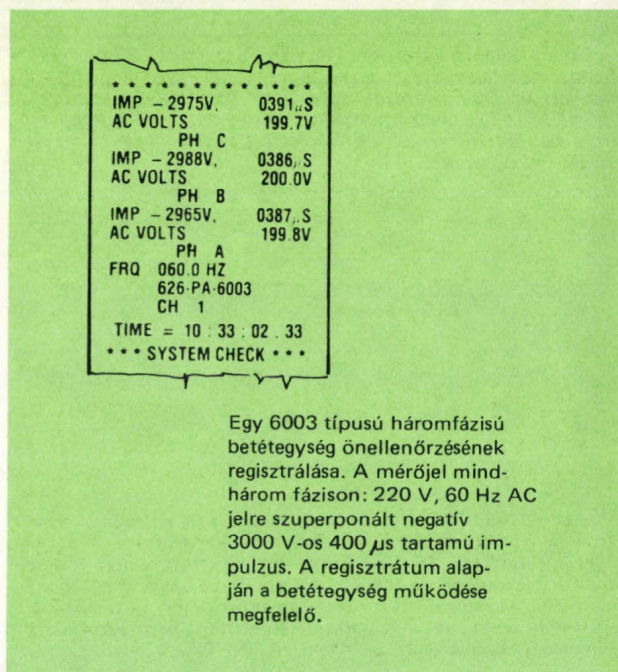 * * * * * * * * * * * *
IMP – 2975V, 0391µS
AC VOLTS 199.7V
PH C
IMP – 2988V, 0386µS
AC VOLTS 200.0V
PH B
IMP – 2965V, 0387µS
AC VOLTS 199.8V
PH A
FRQ 060.0 HZ
626-PA-6003
CH 1
TIME = 10 : 33 : 02 . 33
* * * SYSTEM CHECK * * *
Egy 6003 típusú háromfázisú
betétegység önellenőrzésének
regisztrálása. A mérőjel mind-
három fázison: 220 V, 60 Hz AC
jelre szuperponált negatív
3000 V-os 400 µs tartamú im-
pulzus. A regisztrátum alap-
ján a betétegység működése
megfelelő.